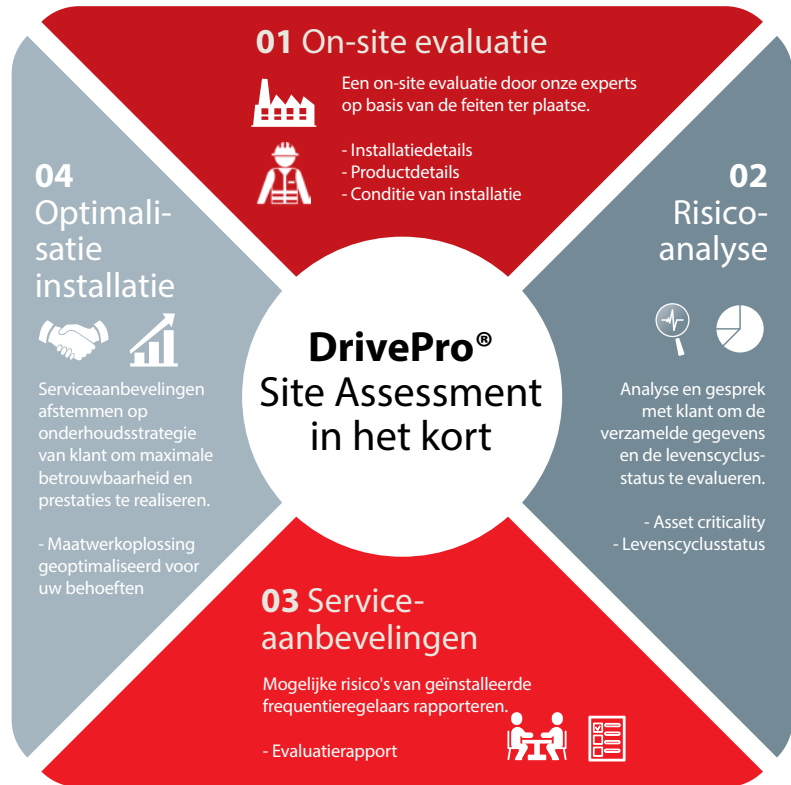 01 On-site evaluatie
Een on-site evaluatie door onze experts
op basis van de feiten ter plaatse.
- Installatiedetails
- Productdetails
- Conditie van installatie
02
Risico-
analyse
Analyse en gesprek
met klant om de
verzamelde gegevens
en de levenscyclus-
status te evalueren.
- Asset criticality
- Levenscyclusstatus
03 Service-
aanbevelingen
Mogelijke risico's van geïnstalleerde
frequentieregelaars rapporteren.
- Evaluatierapport
04
Optimali-
satie
installatie
Serviceaanbevelingen
afstemmen op
onderhoudsstrategie
van klant om maximale
betrouwbaarheid en
prestaties te realiseren.
- Maatwerkoplossing
geoptimaliseerd voor
uw behoeften
DrivePro®
Site Assessment
in het kort